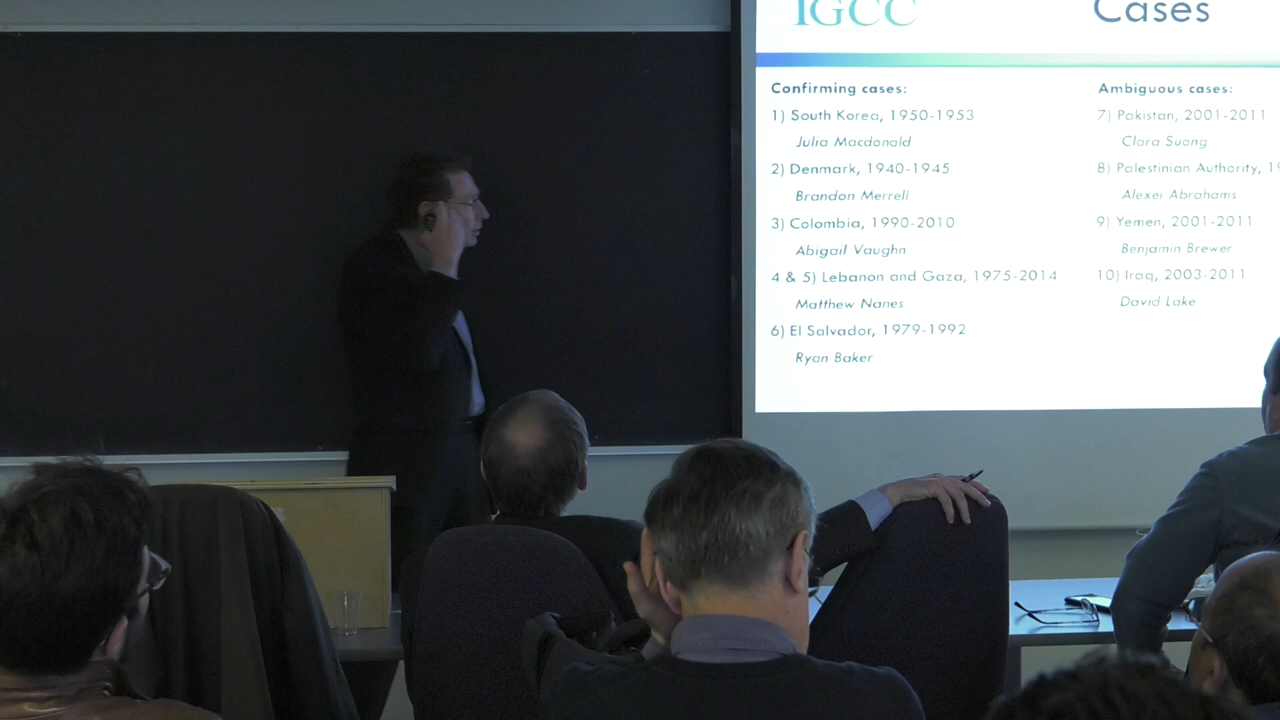 IGCC
Cases
Confirming cases:
1) South Korea, 1950-1953
Julia Macdonald
2) Denmark, 1940-1945
Brandon Merrell
3) Colombia, 1990-2010
Abigail Vaughn
4 & 5) Lebanon and Gaza, 1975-2014
Matthew Nanes
6) El Salvador, 1979-1992
Ryan Baker
Ambiguous cases:
7) Pakistan, 2001-2011
Clara Suong
8) Palestinian Authority, 19
Alexei Abrahams
9) Yemen, 2001-2011
Benjamin Brewer
10) Iraq, 2003-2011
David Lake